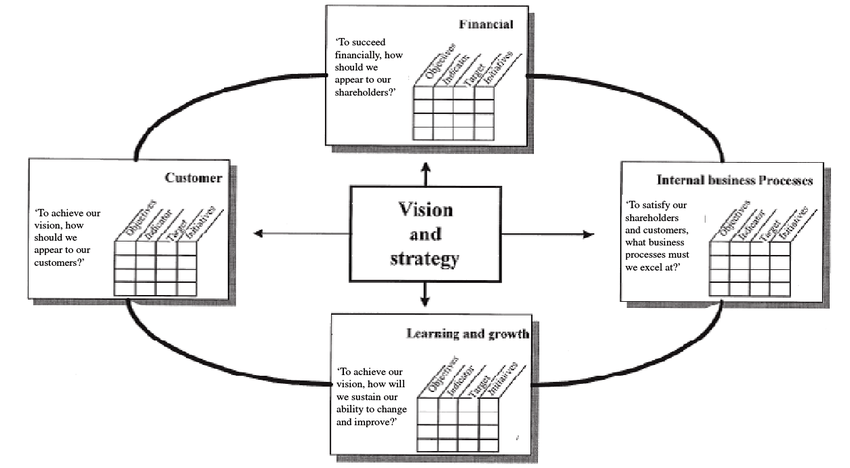 Financial
'To succeed
financially, how
should we
appear to our
shareholders?'
Objectives
Indicator
Target
Initiatives
Customer
'To achieve our
vision, how
should we
appear to our
customers?'
Objectives
Indicator
Target
Initiatives
Vision
and
strategy
Internal business Processes
'To satisfy our
shareholders
and customers,
what business
processes must
we excel at?'
Objectives
Indicator
Target
Initiatives
Learning and growth
'To achieve our
vision, how will
we sustain our
ability to change
and improve?'
Objectives
Indicator
Target
Initiatives